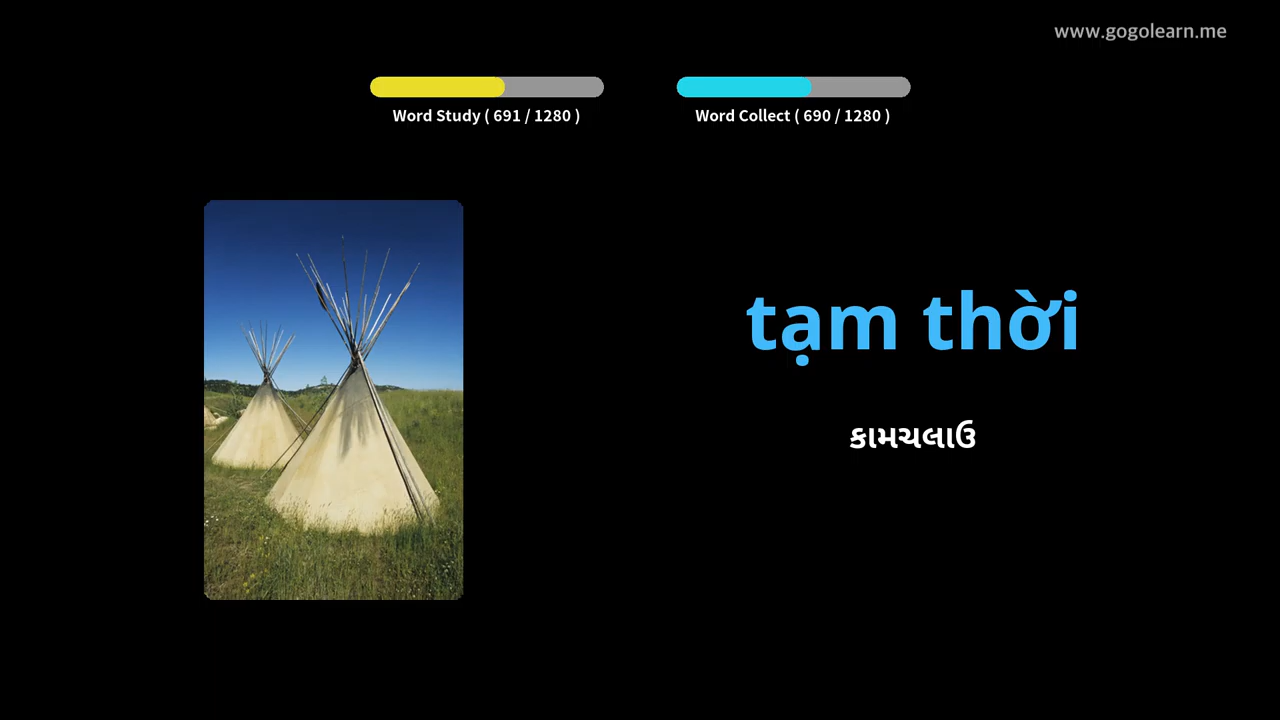 www.gogolearn.me
Word Study ( 691 / 1280 )
Word Collect ( 690 / 1280 )
tạm thời
કામચલાઉ